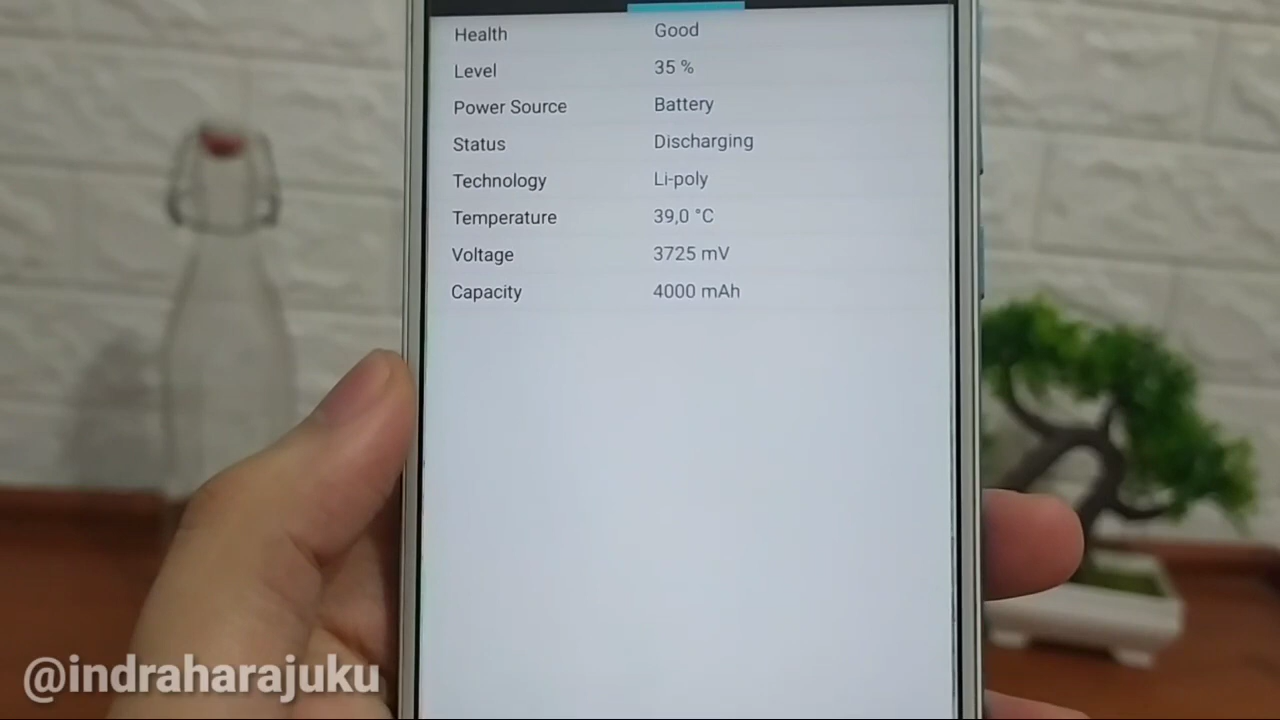 Health Good
Level 35 %
Power Source Battery
Status Discharging
Technology Li-poly
Temperature 39,0 °C
Voltage 3725 mV
Capacity 4000 mAh
@indraharajuku